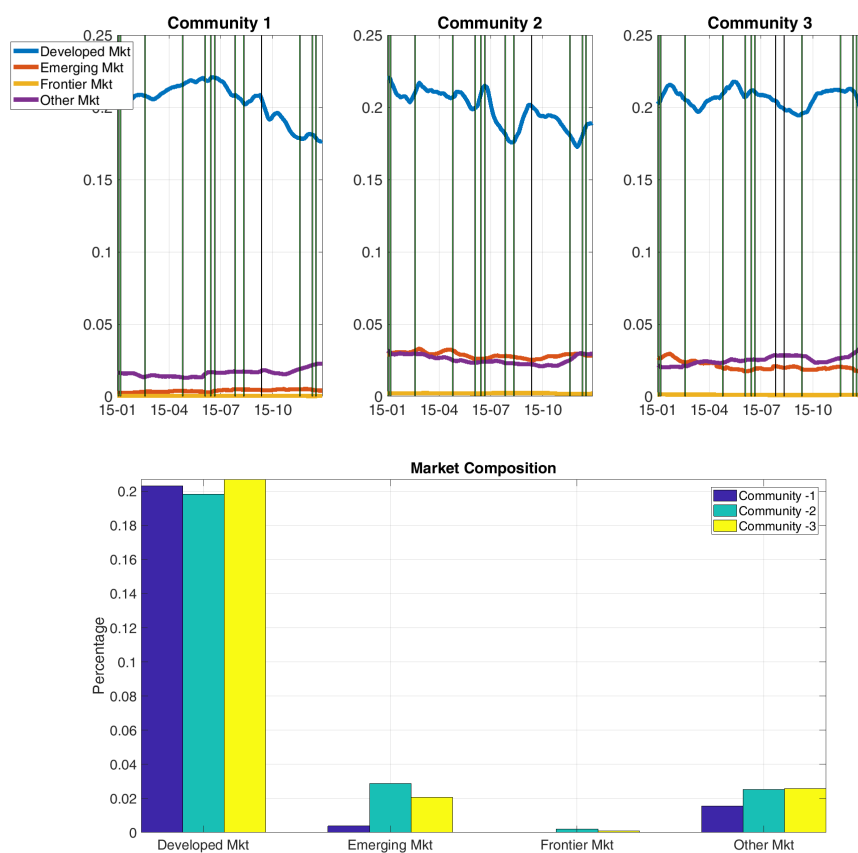 Community 1
Community 2
Community 3
0.25
0.2
0.15
0.1
0.05
0
15-01
15-04
15-07
15-10
Developed Mkt
Emerging Mkt
Frontier Mkt
Other Mkt
0.25
0.2
0.15
0.1
0.05
0
15-01
15-04
15-07
15-10
0.25
0.2
0.15
0.1
0.05
0
15-01
15-04
15-07
15-10
Market Composition
Percentage
0.2
0.18
0.16
0.14
0.12
0.1
0.08
0.06
0.04
0.02
0
Community -1
Community -2
Community -3
Developed Mkt
Emerging Mkt
Frontier Mkt
Other Mkt